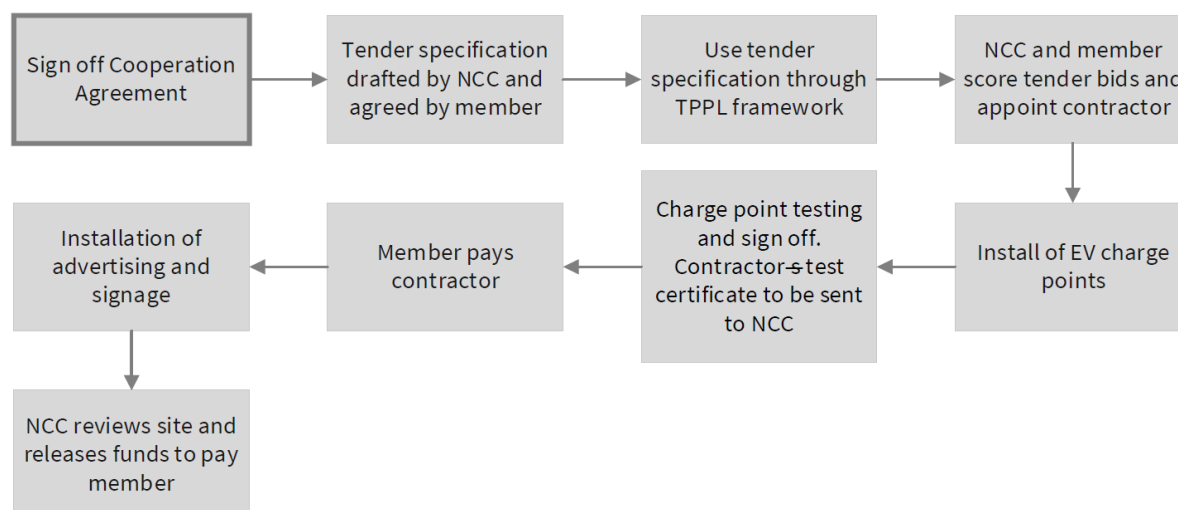 Sign off Cooperation
Agreement
Tender specification
drafted by NCC and
agreed by member
Use tender
specification through
TPPL framework
NCC and member
score tender bids and
appoint contractor
Install of EV charge
points
Charge point testing
and sign off.
Contractor s test
certificate to be sent
to NCC
Member pays
contractor
Installation of
advertising and
signage
NCC reviews site and
releases funds to pay
member